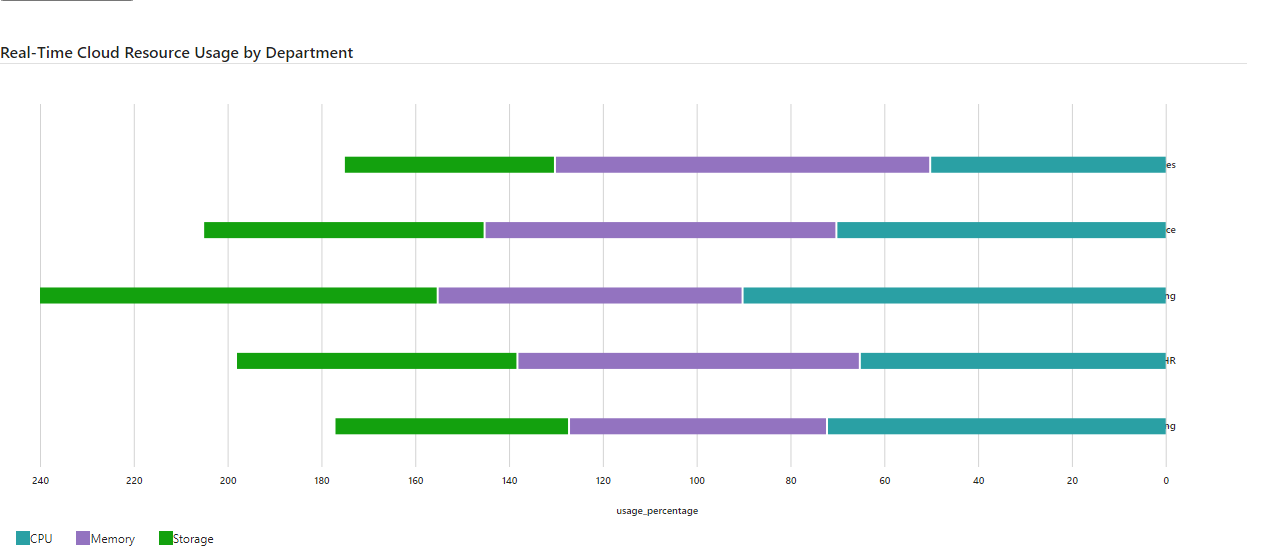 Real-Time Cloud Resource Usage by Department
es
ce
ng
HR
ng
240 220 200 180 160 140 120 100 80 60 40 20 0
usage_percentage
CPU Memory Storage